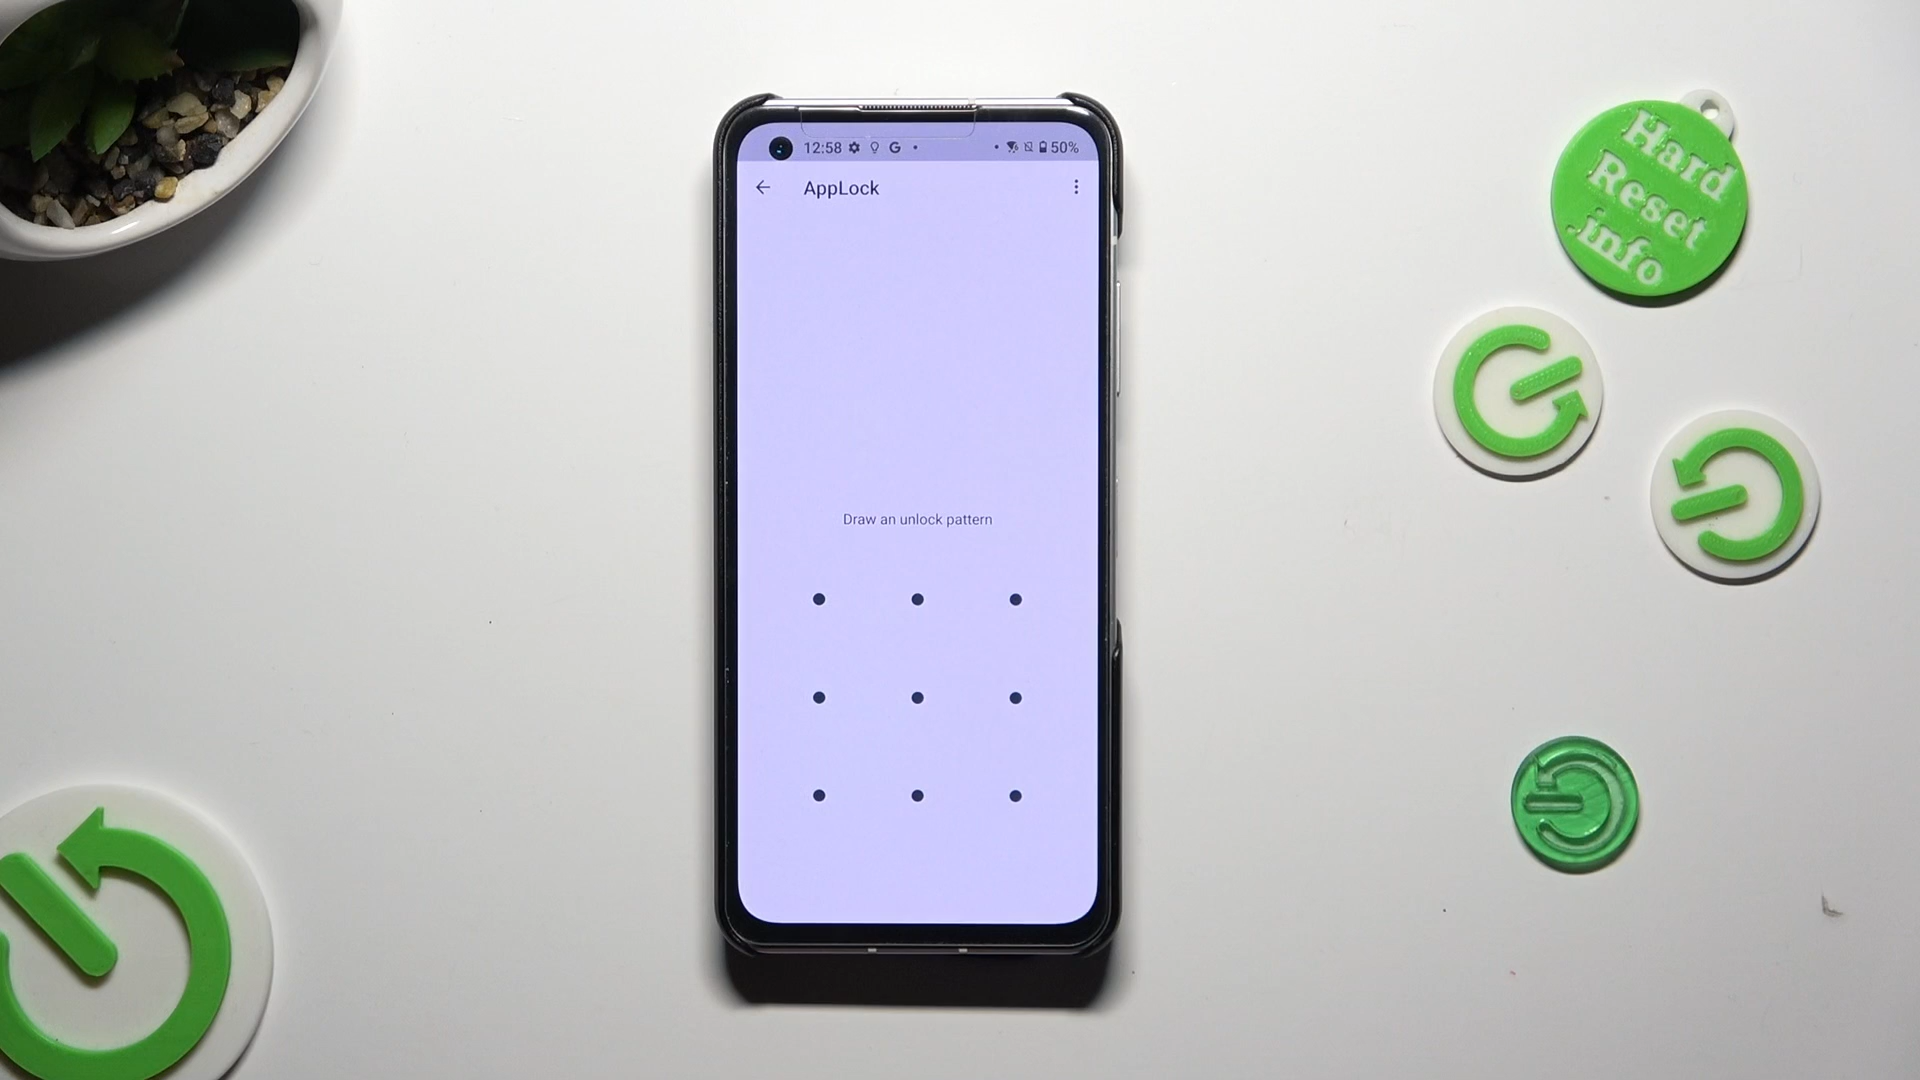 12:58 G 50%
AppLock
Draw an unlock pattern
Hard
Reset
.info